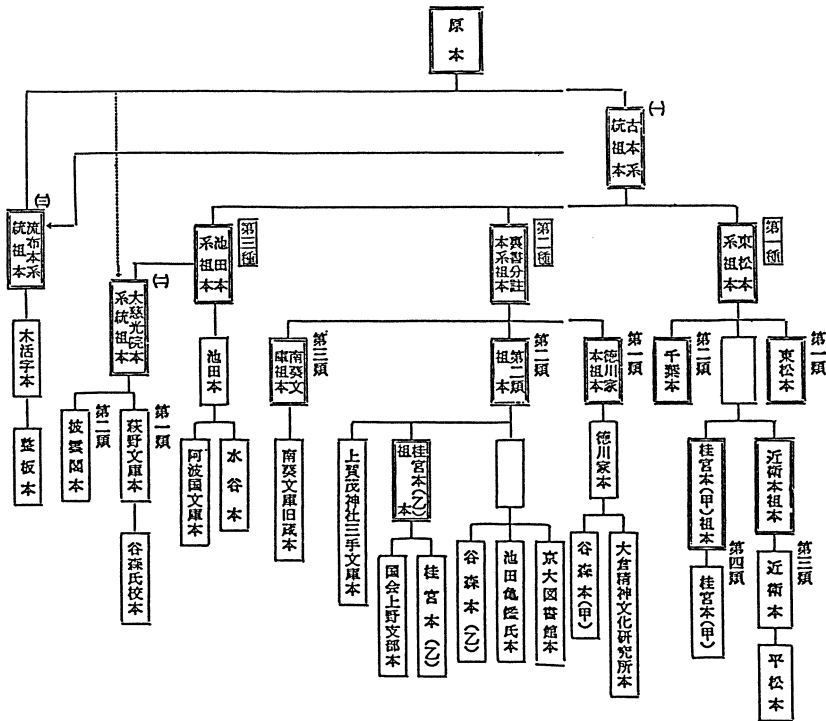 原本
(一)
古本系
統祖本
(三)
流布本系
統祖本
木活字本
整板本
(二)
大慈光院本
系統祖本
第一類
荻野文庫本
谷森氏校本
第二類
披雲閣本
第一種
東松本
系祖本
第一類
東松本
第二類
千葉本
近衛本祖本
第三類
近衛本
平松本
桂宮本(甲)祖本
第四類
桂宮本(甲)
第二種
裏書分註
本系祖本
第一類
徳川家
本祖本
徳川家本
大倉精神文化研究所本
谷森本(甲)
第二類
第二類
祖本
京大図書館本
池田亀鑑氏本
谷森本(乙)
桂宮本(乙)
祖本
桂宮本(乙)
国会上野支部本
上賀茂神社三手文庫本
第三類
南葵文
庫祖本
南葵文庫旧蔵本
第三種
池田本
系祖本
池田本
水谷本
阿波国文庫本